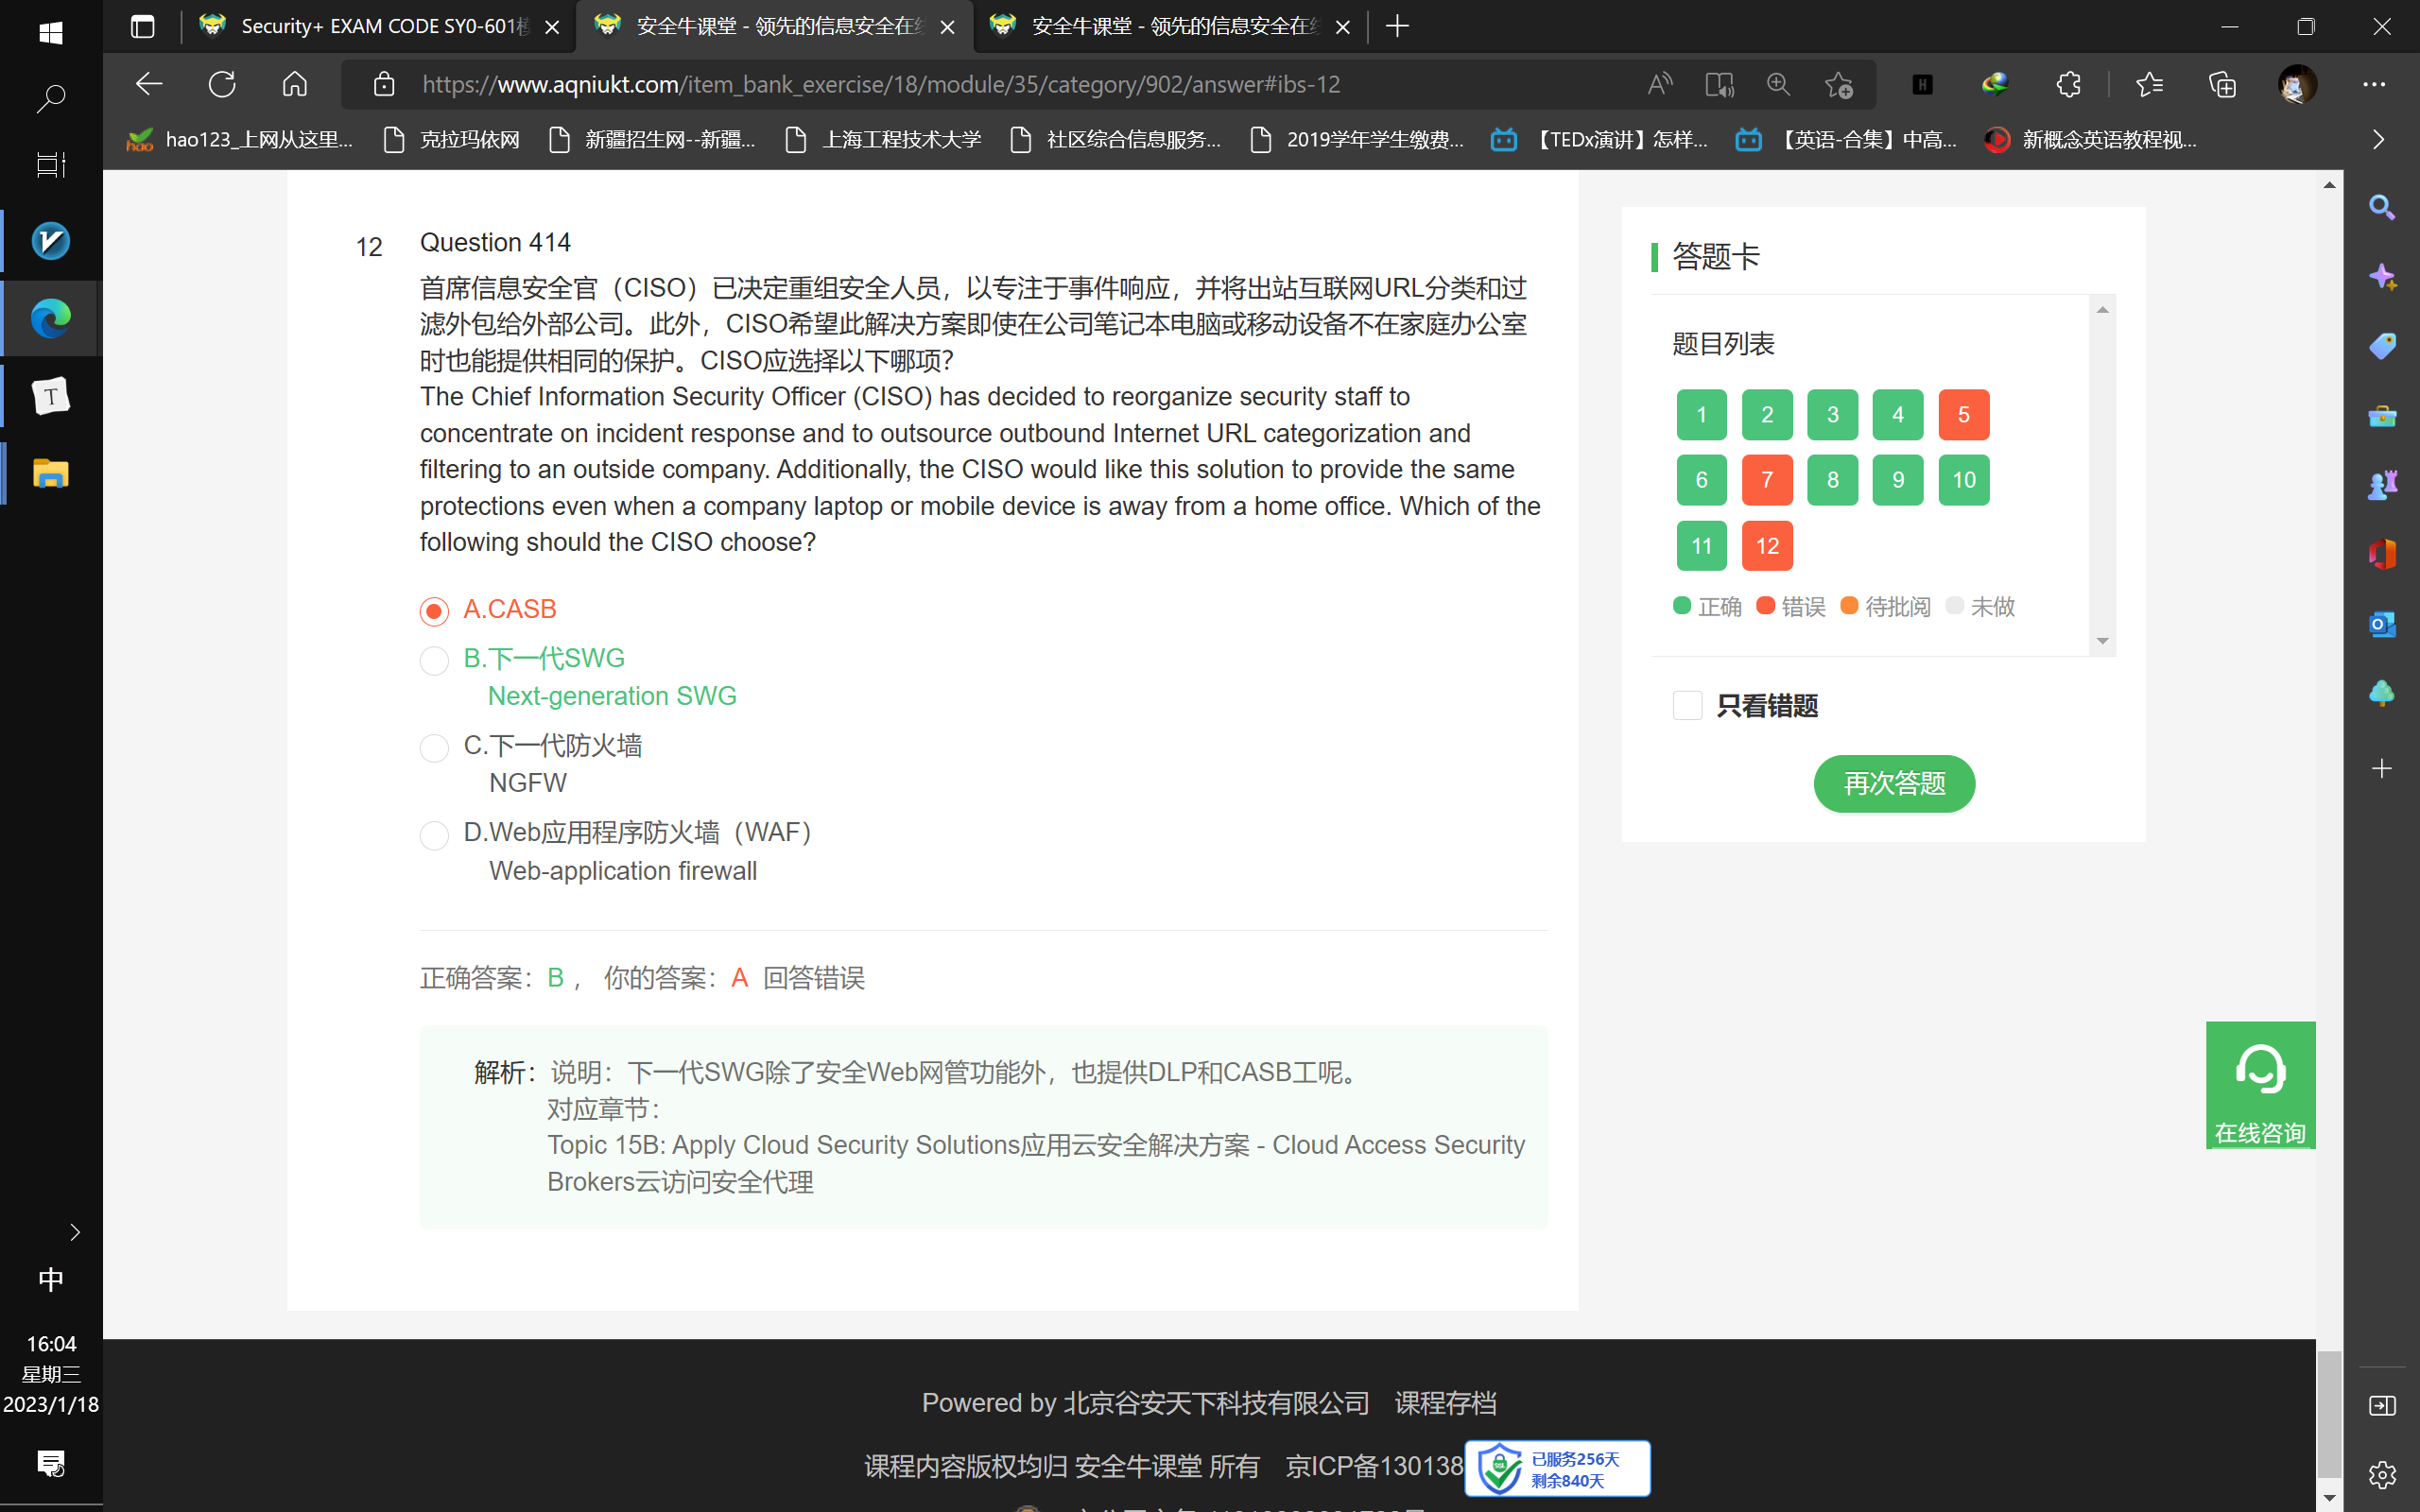 Security+ EXAM CODE SY0-601模
安全牛课堂 - 领先的信息安全在线
安全牛课堂 - 领先的信息安全在线
https://www.aqniukt.com/item_bank_exercise/18/module/35/category/902/answer#ibs-12
hao123_上网从这里...
克拉玛依网
新疆招生网--新疆...
上海工程技术大学
社区综合信息服务...
2019学年学生缴费...
【TEDx演讲】怎样...
【英语-合集】中高...
新概念英语教程视...
12
Question 414
首席信息安全官（CISO）已决定重组安全人员，以专注于事件响应，并将出站互联网URL分类和过
滤外包给外部公司。此外，CISO希望此解决方案即使在公司笔记本电脑或移动设备不在家庭办公室
时也能提供相同的保护。CISO应选择以下哪项？
The Chief Information Security Officer (CISO) has decided to reorganize security staff to
concentrate on incident response and to outsource outbound Internet URL categorization and
filtering to an outside company. Additionally, the CISO would like this solution to provide the same
protections even when a company laptop or mobile device is away from a home office. Which of the
following should the CISO choose?
A.CASB
B.下一代SWG
Next-generation SWG
C.下一代防火墙
NGFW
D.Web应用程序防火墙（WAF）
Web-application firewall
正确答案：B ， 你的答案：A 回答错误
解析：说明：下一代SWG除了安全Web网管功能外，也提供DLP和CASB工呢。
对应章节：
Topic 15B: Apply Cloud Security Solutions应用云安全解决方案 - Cloud Access Security
Brokers云访问安全代理
答题卡
题目列表
1 2 3 4 5
6 7 8 9 10
11 12
正确 错误 待批阅 未做
只看错题
再次答题
在线咨询
Powered by 北京谷安天下科技有限公司 课程存档
课程内容版权均归 安全牛课堂 所有 京ICP备130138
已服务256天
剩余840天
中
16:04
星期三
2023/1/18